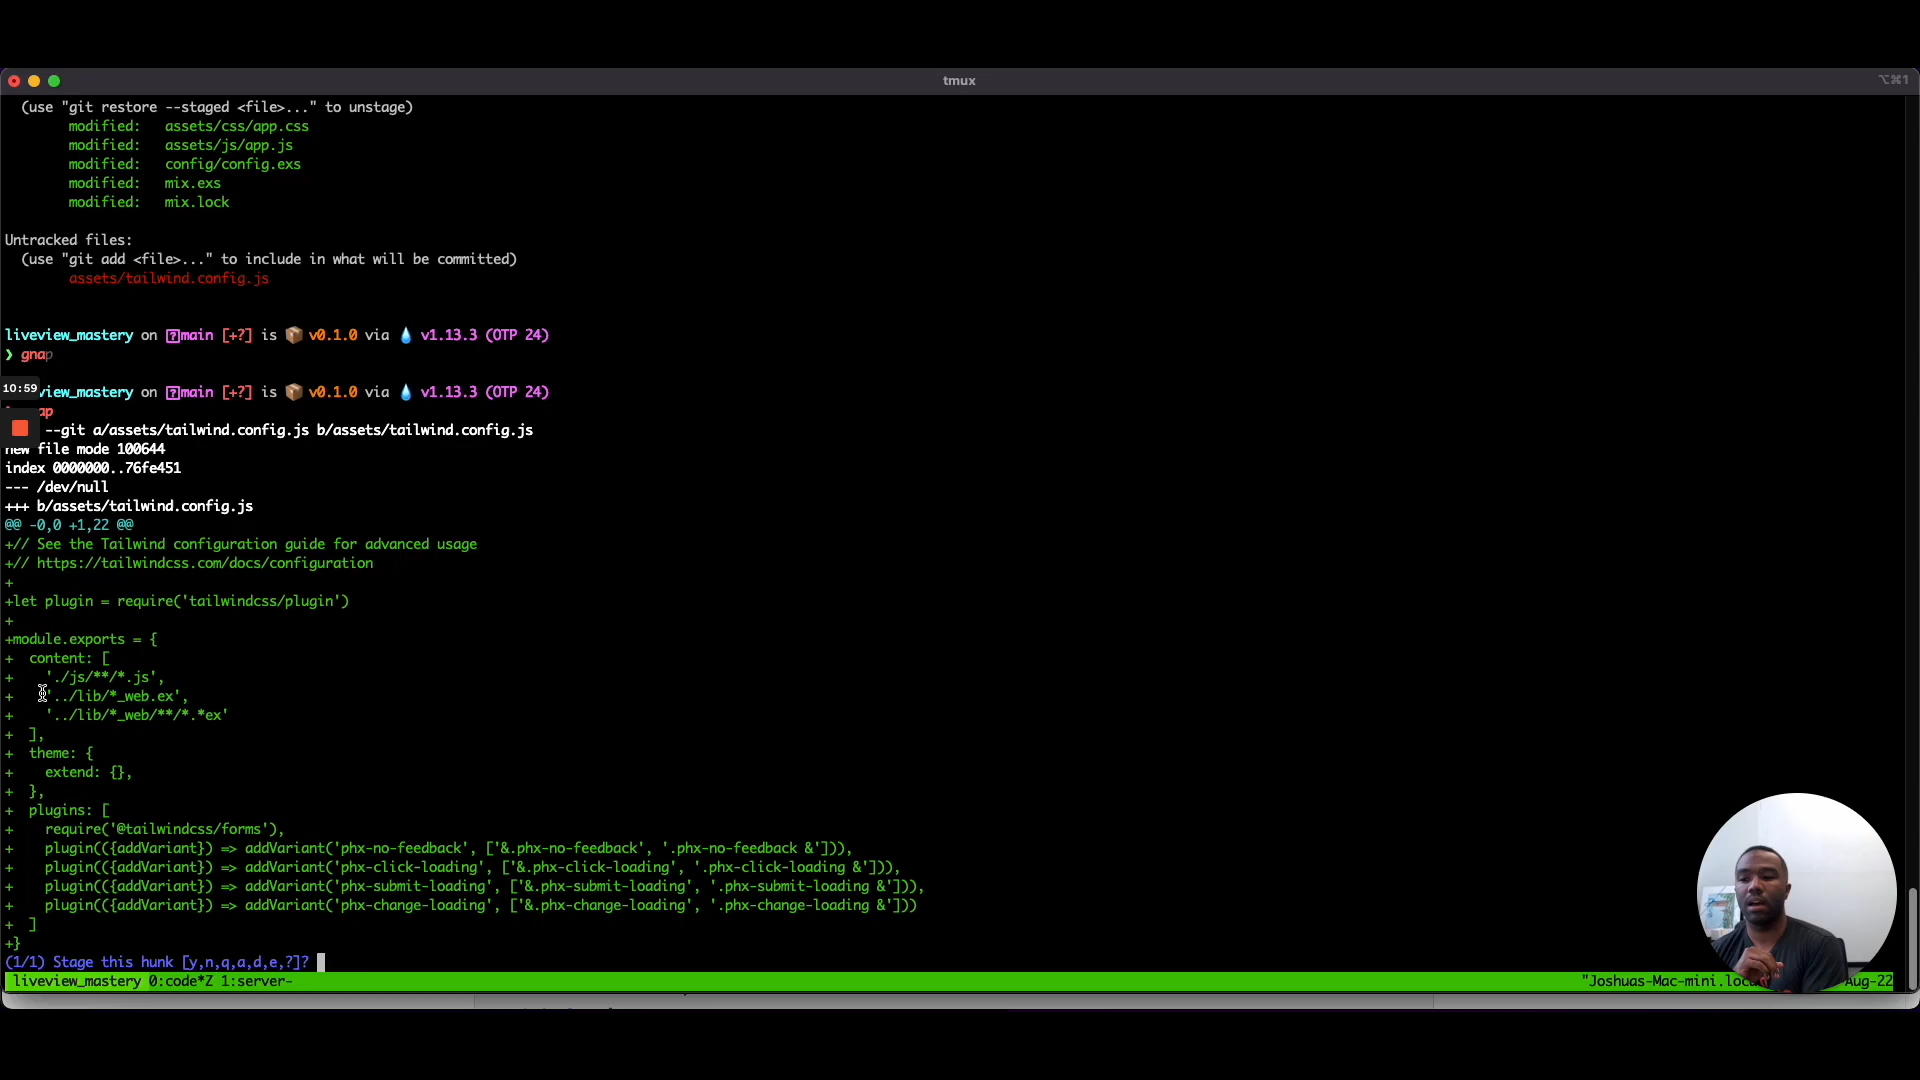 tmux
⌥⌘1
(use "git restore --staged <file>..." to unstage)
modified:   assets/css/app.css
modified:   assets/js/app.js
modified:   config/config.exs
modified:   mix.exs
modified:   mix.lock
Untracked files:
(use "git add <file>..." to include in what will be committed)
assets/tailwind.config.js
liveview_mastery on main [+?] is 📦 v0.1.0 via 💧 v1.13.3 (OTP 24)
❯ gnap
10:59
view_mastery on main [+?] is 📦 v0.1.0 via 💧 v1.13.3 (OTP 24)
ap
--git a/assets/tailwind.config.js b/assets/tailwind.config.js
new file mode 100644
index 0000000..76fe451
--- /dev/null
+++ b/assets/tailwind.config.js
@@ -0,0 +1,22 @@
+// See the Tailwind configuration guide for advanced usage
+// https://tailwindcss.com/docs/configuration
+
+let plugin = require('tailwindcss/plugin')
+
+module.exports = {
+  content: [
+    './js/**/*.js',
+    '../lib/*_web.ex',
+    '../lib/*_web/**/*.*ex'
+  ],
+  theme: {
+    extend: {},
+  },
+  plugins: [
+    require('@tailwindcss/forms'),
+    plugin(({addVariant}) => addVariant('phx-no-feedback', ['&.phx-no-feedback', '.phx-no-feedback &'])),
+    plugin(({addVariant}) => addVariant('phx-click-loading', ['&.phx-click-loading', '.phx-click-loading &'])),
+    plugin(({addVariant}) => addVariant('phx-submit-loading', ['&.phx-submit-loading', '.phx-submit-loading &'])),
+    plugin(({addVariant}) => addVariant('phx-change-loading', ['&.phx-change-loading', '.phx-change-loading &']))
+  ]
+}
(1/1) Stage this hunk [y,n,q,a,d,e,?]?
liveview_mastery 0:code*Z 1:server-
"Joshuas-Mac-mini.loca
Aug-22